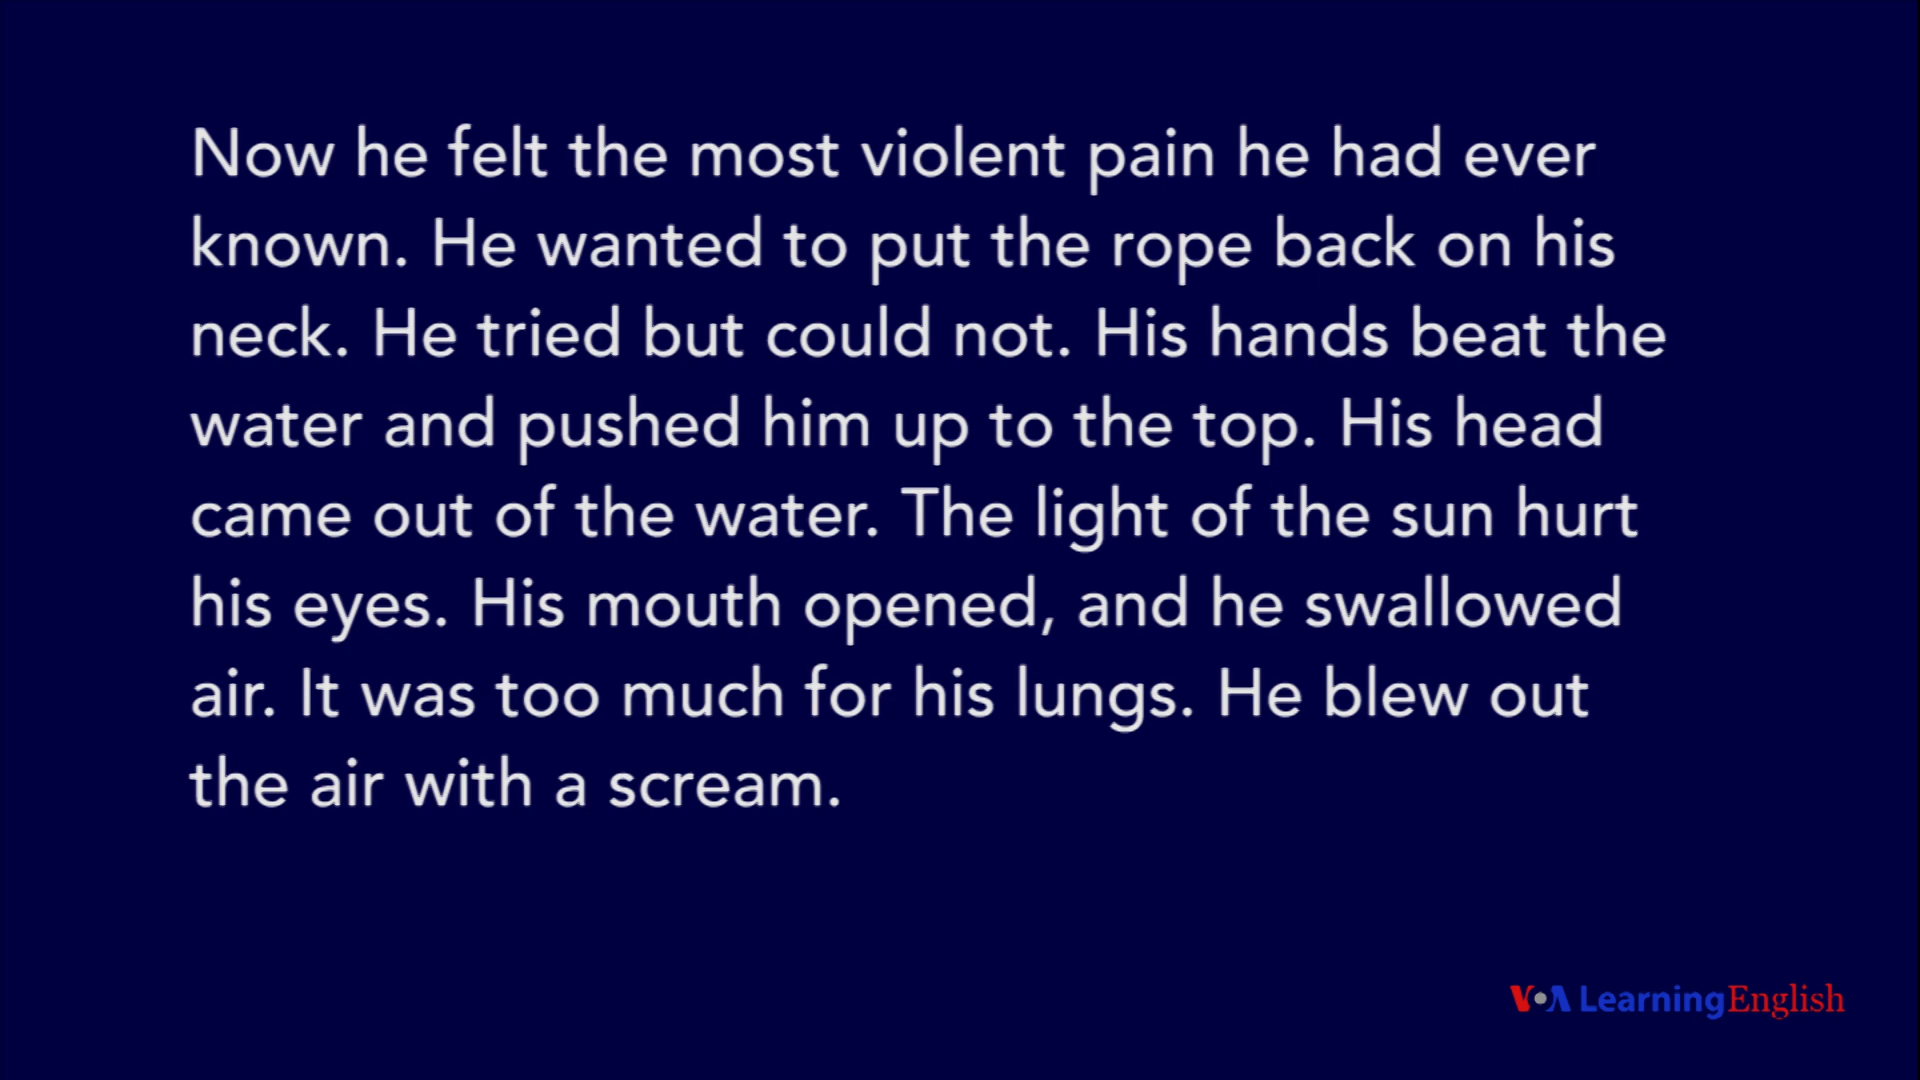 Now he felt the most violent pain he had ever
known. He wanted to put the rope back on his
neck. He tried but could not. His hands beat the
water and pushed him up to the top. His head
came out of the water. The light of the sun hurt
his eyes. His mouth opened, and he swallowed
air. It was too much for his lungs. He blew out
the air with a scream.
VOA Learning English